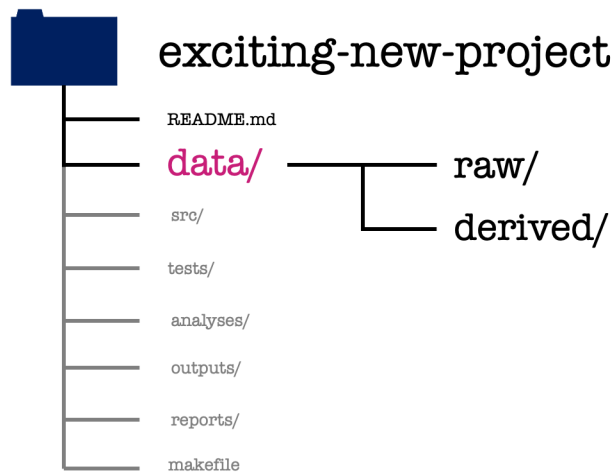 exciting-new-project
README.md
data/
raw/
derived/
src/
tests/
analyses/
outputs/
reports/
makefile